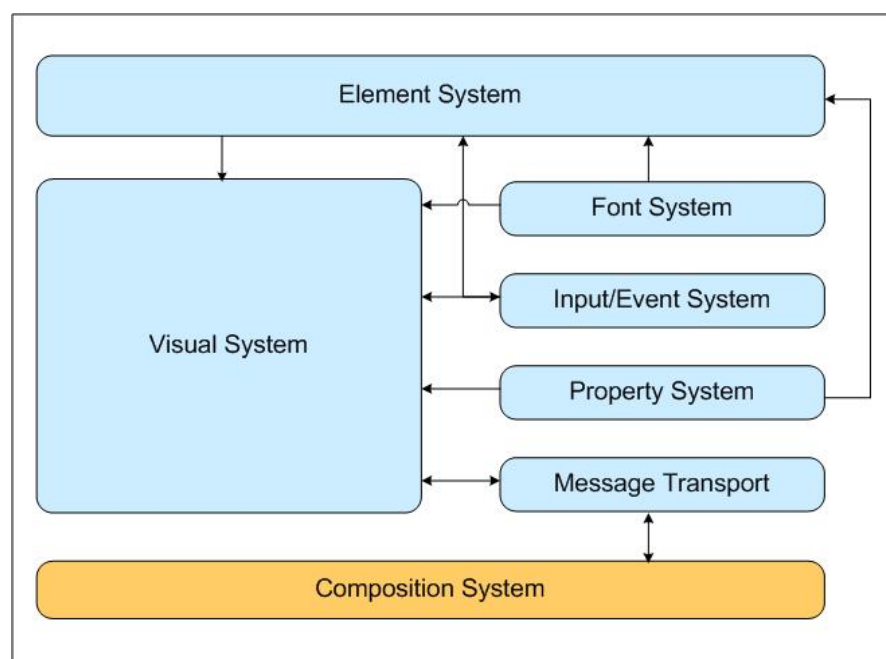 Element System
Font System
Input/Event System
Visual System
Property System
Message Transport
Composition System